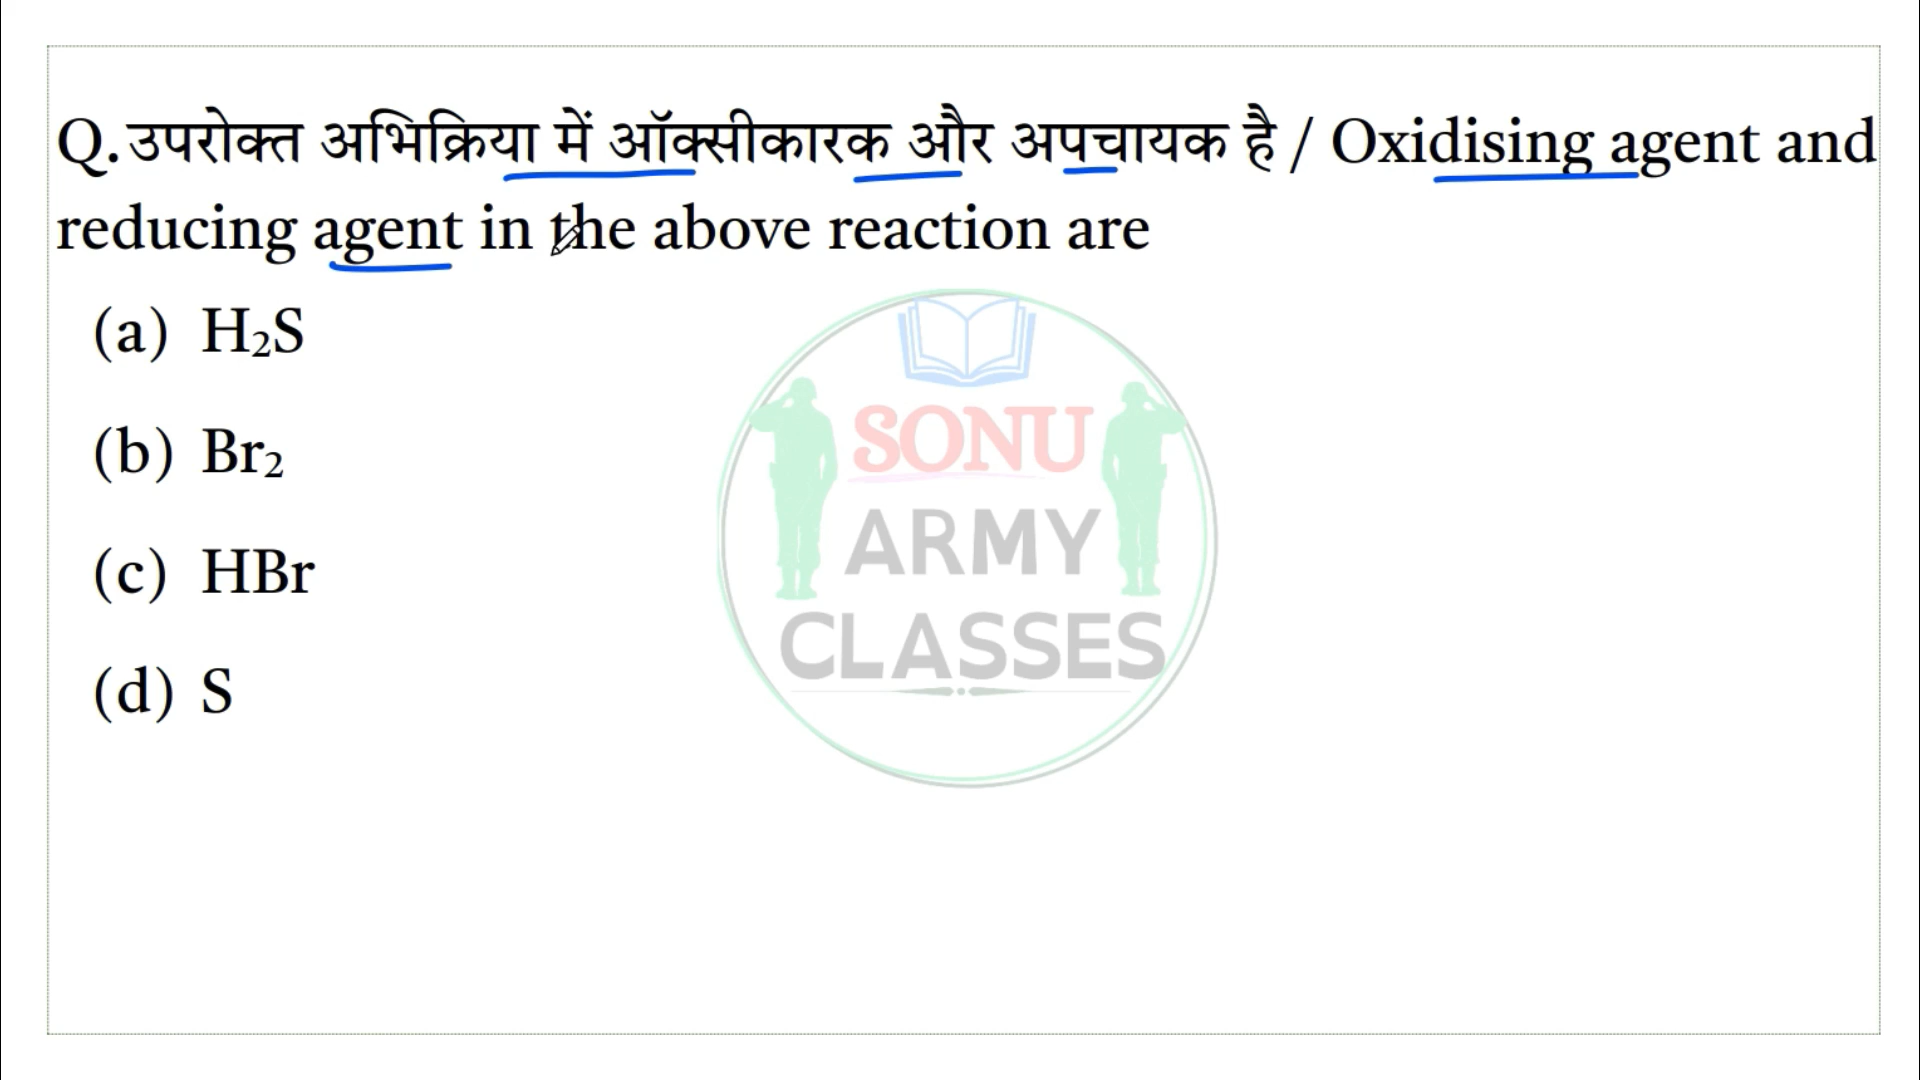 Q.उपरोक्त अभिक्रिया में ऑक्सीकारक और अपचायक है / Oxidising agent and
reducing agent in the above reaction are
(a) H₂S
(b) Br₂
(c) HBr
(d) S
SONU
ARMY
CLASSES